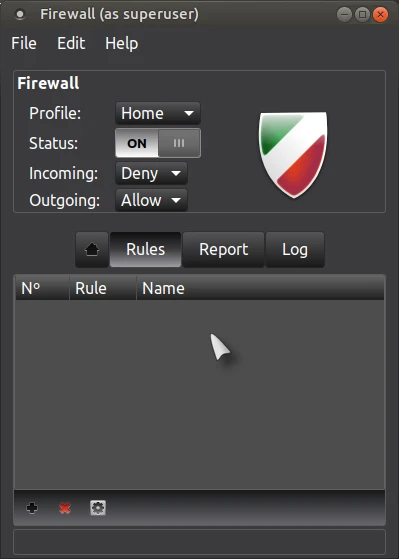 Firewall (as superuser)
File Edit Help
Firewall
Profile: Home
Status: ON
Incoming: Deny
Outgoing: Allow
Rules Report Log
Nº Rule Name